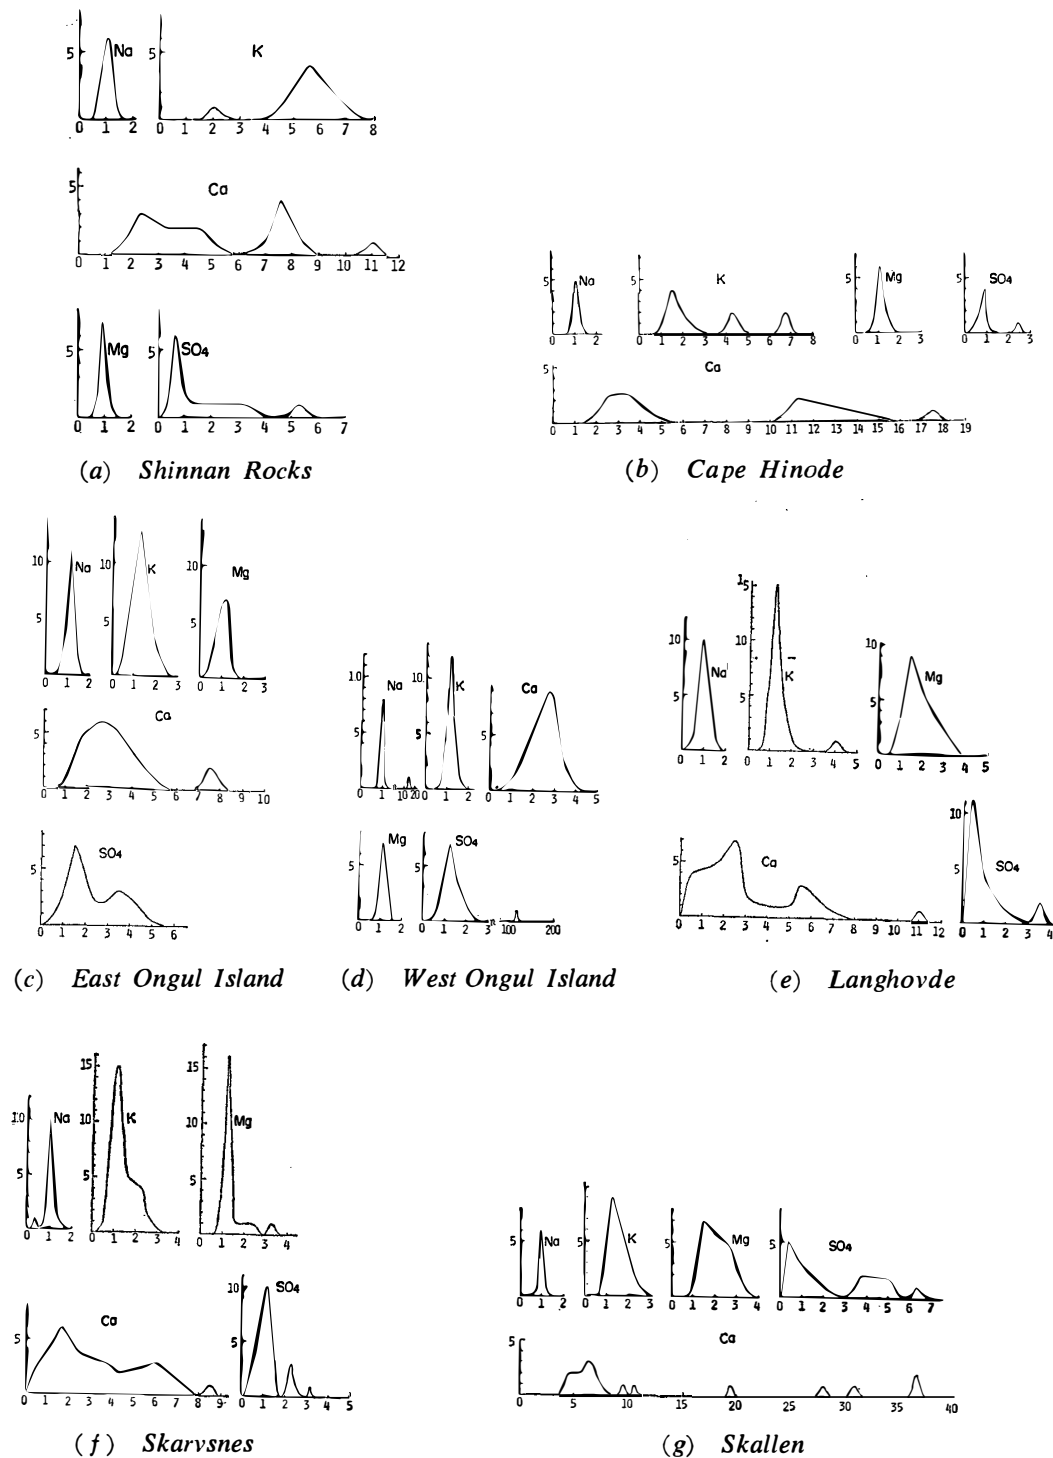 5 Na 5 K
0 1 2 0 1 2 3 4 5 6 7 8
5 Ca
0 1 2 3 4 5 6 7 8 9 10 11 12
5 Mg 5 SO4
0 1 2 0 1 2 3 4 5 6 7
(a) Shinnan Rocks
5 Na 5 K 5 Mg 5 SO4
0 1 2 0 1 2 3 4 5 6 7 8 0 1 2 3 0 1 2 3
5 Ca
0 1 2 3 4 5 6 7 8 9 10 11 12 13 14 15 16 17 18 19
(b) Cape Hinode
10 Na 10 K 10 Mg
5 5 5
0 1 2 0 1 2 3 0 1 2 3
5 Ca
0 1 2 3 4 5 6 7 8 10
5 SO4
0 1 2 3 4 5 6
(c) East Ongul Island
10 Na 10 K Ca
5 5 5
0 1 10 20 0 1 2 0 1 2 3 4 5
5 Mg 5 SO4
0 1 2 0 1 2 3 100 200
(d) West Ongul Island
15
10 Na 10 K 10 Mg
5 5 5
0 1 2 0 1 2 3 4 5 0 1 2 3 4 5
5 Ca 10 SO4
5
0 1 2 3 4 5 6 7 8 9 10 11 12 0 1 2 3 4
(e) Langhovde
15 15
10 Na 10 K 10 Mg
5 5 5
0 1 2 0 1 2 3 4 0 1 2 3 4
5 Ca 10 SO4
5
0 1 2 3 4 5 6 7 8 9 0 1 2 3 5
(f) Skarvsnes
5 Na 5 K 5 Mg 5 SO4
0 1 2 0 1 2 3 0 1 2 3 4 0 1 2 3 4 5 6 7
5 Ca
0 5 10 15 20 25 30 35 40
(g) Skallen